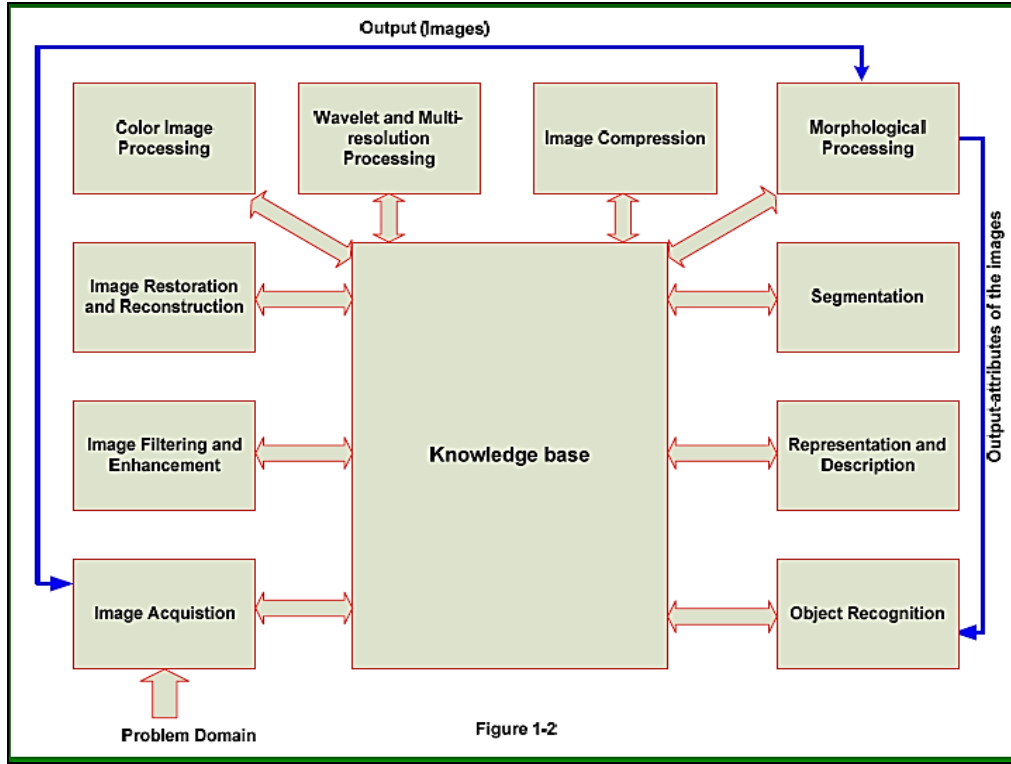 Output (Images)
Color Image
Processing
Wavelet and Multi-
resolution
Processing
Image Compression
Morphological
Processing
Image Restoration
and Reconstruction
Segmentation
Output-attributes of the images
Image Filtering and
Enhancement
Knowledge base
Representation and
Description
Image Acquistion
Object Recognition
Problem Domain
Figure 1-2